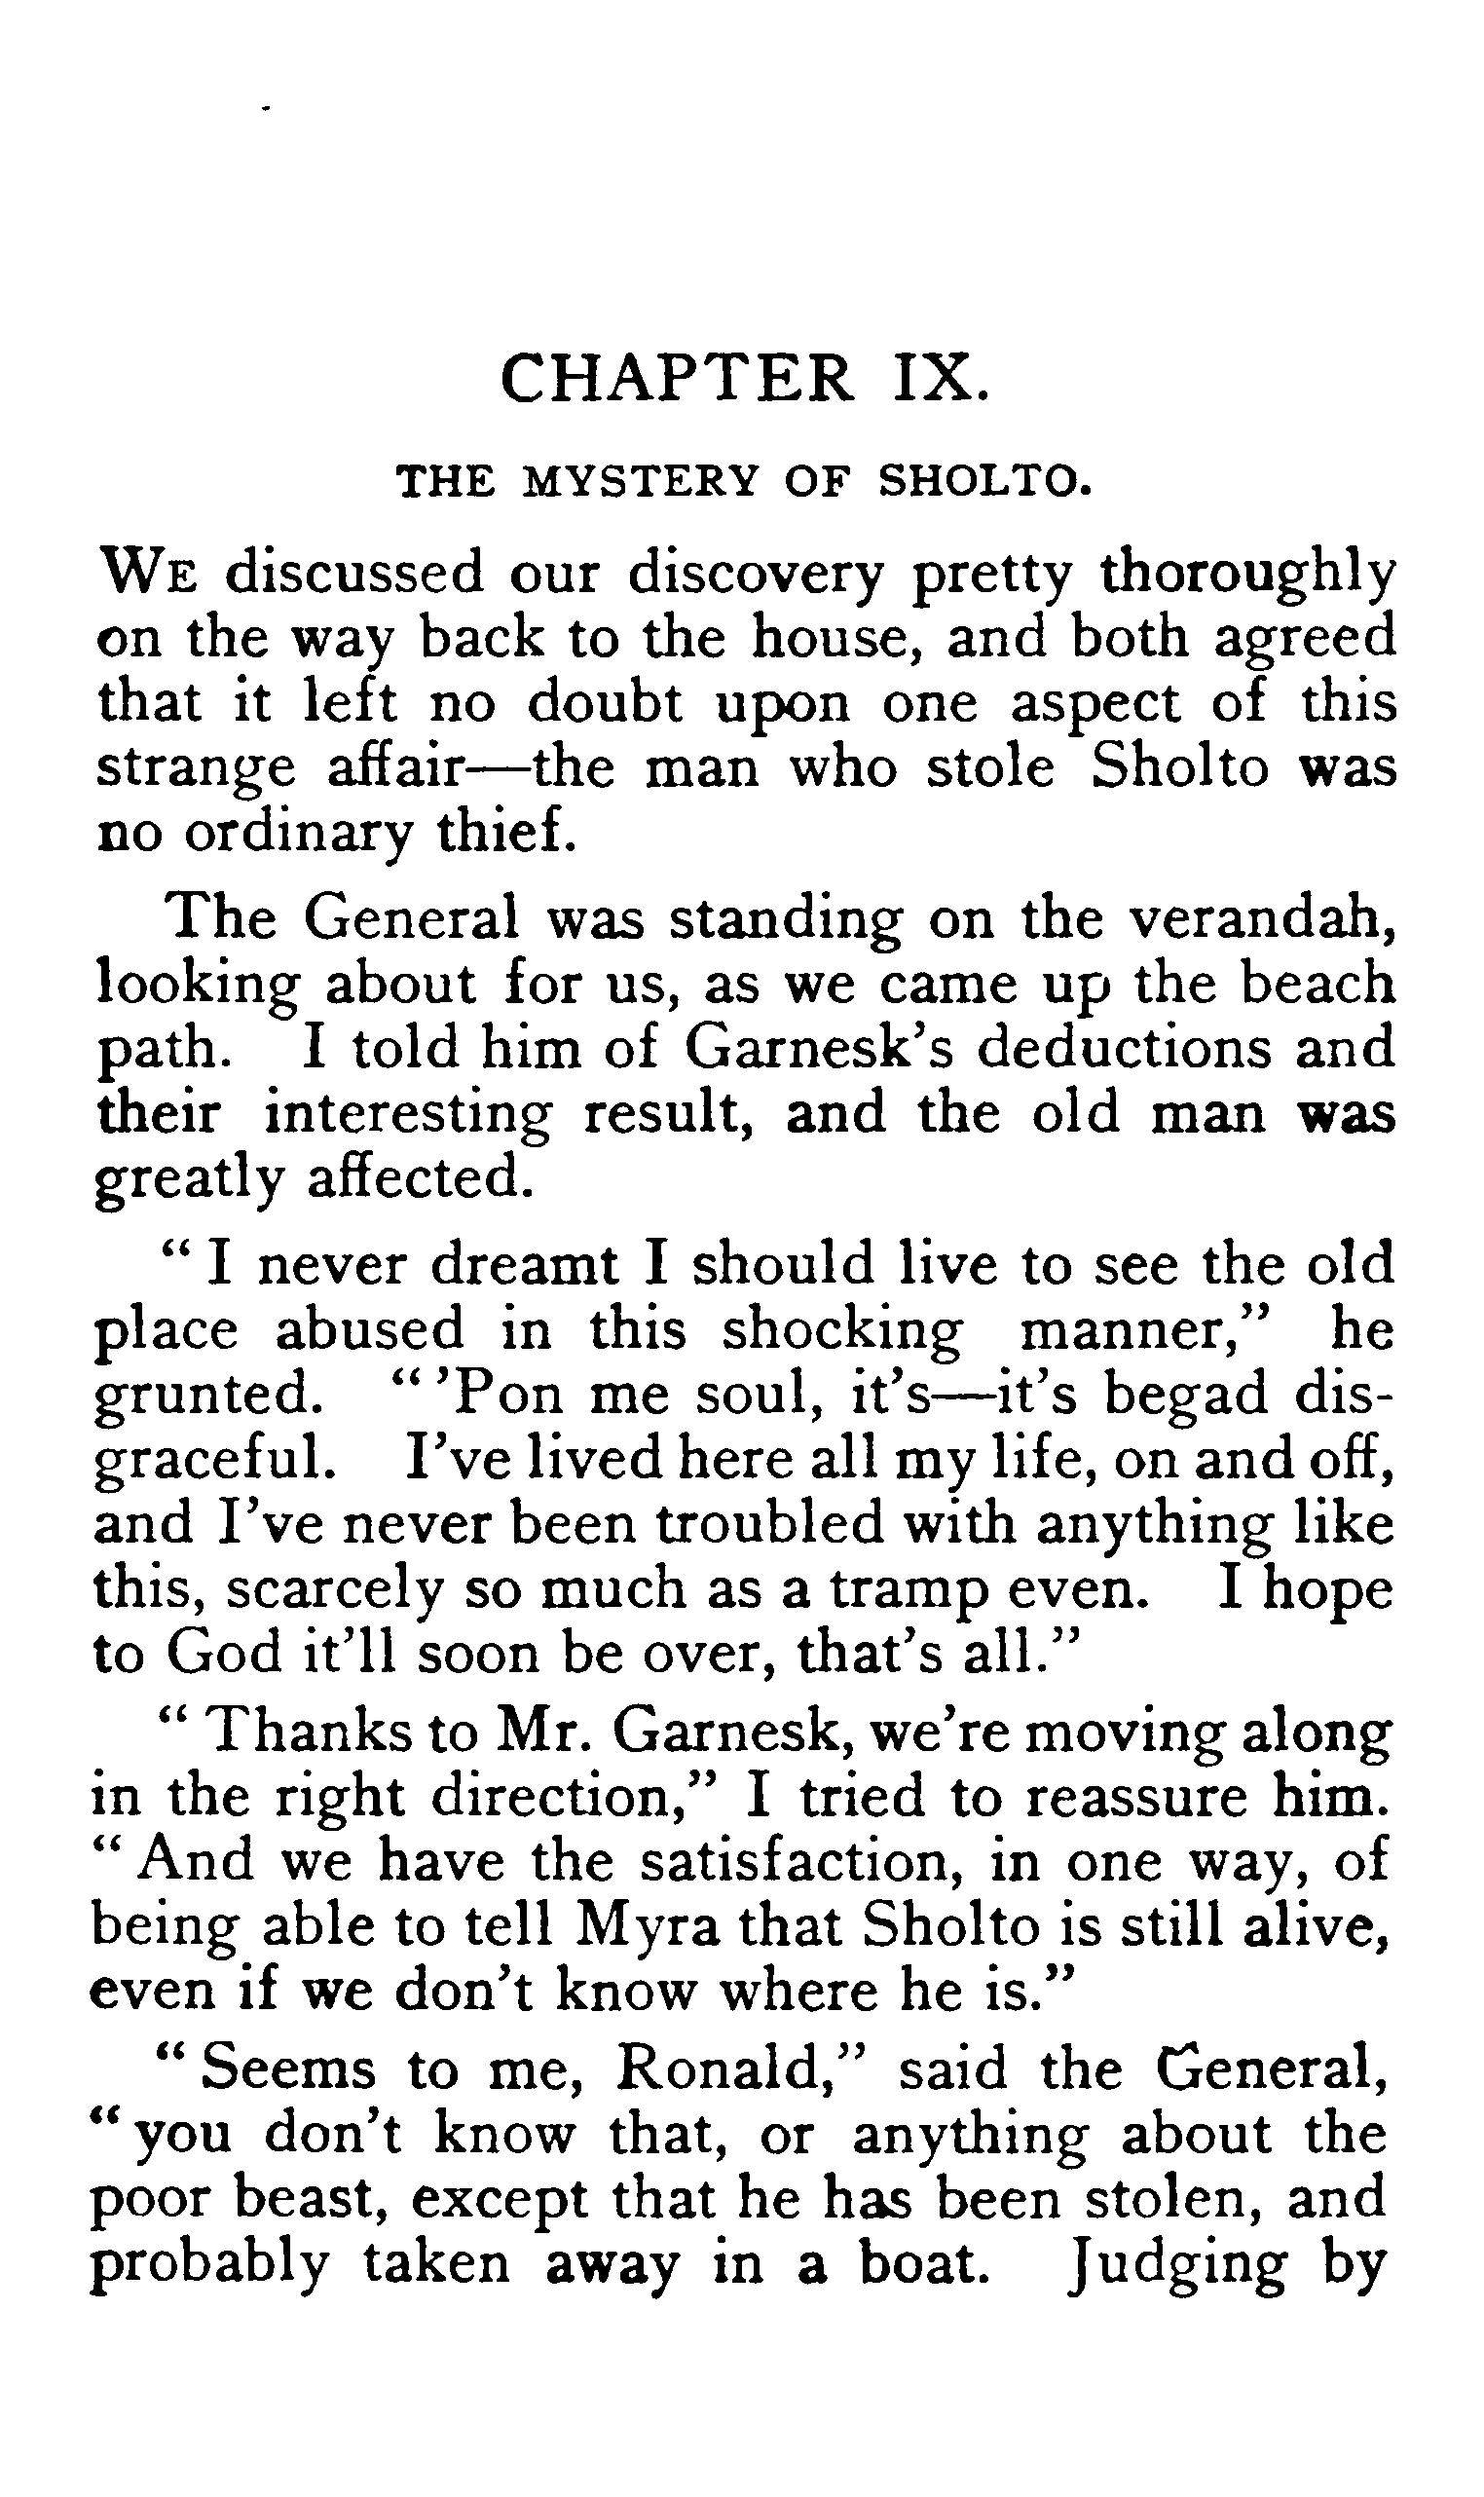 CHAPTER IX.
THE MYSTERY OF SHOLTO.
WE discussed our discovery pretty thoroughly
on the way back to the house, and both agreed
that it left no doubt upon one aspect of this
strange affair—the man who stole Sholto was
no ordinary thief.
The General was standing on the verandah,
looking about for us, as we came up the beach
path. I told him of Garnesk's deductions and
their interesting result, and the old man was
greatly affected.
“ I never dreamt I should live to see the old
place abused in this shocking manner,” he
grunted. “ 'Pon me soul, it's—it's begad dis-
graceful. I've lived here all my life, on and off,
and I've never been troubled with anything like
this, scarcely so much as a tramp even. I hope
to God it'll soon be over, that's all.”
“ Thanks to Mr. Garnesk, we're moving along
in the right direction,” I tried to reassure him.
“ And we have the satisfaction, in one way, of
being able to tell Myra that Sholto is still alive,
even if we don't know where he is.”
“ Seems to me, Ronald,” said the General,
“ you don't know that, or anything about the
poor beast, except that he has been stolen, and
probably taken away in a boat. Judging by